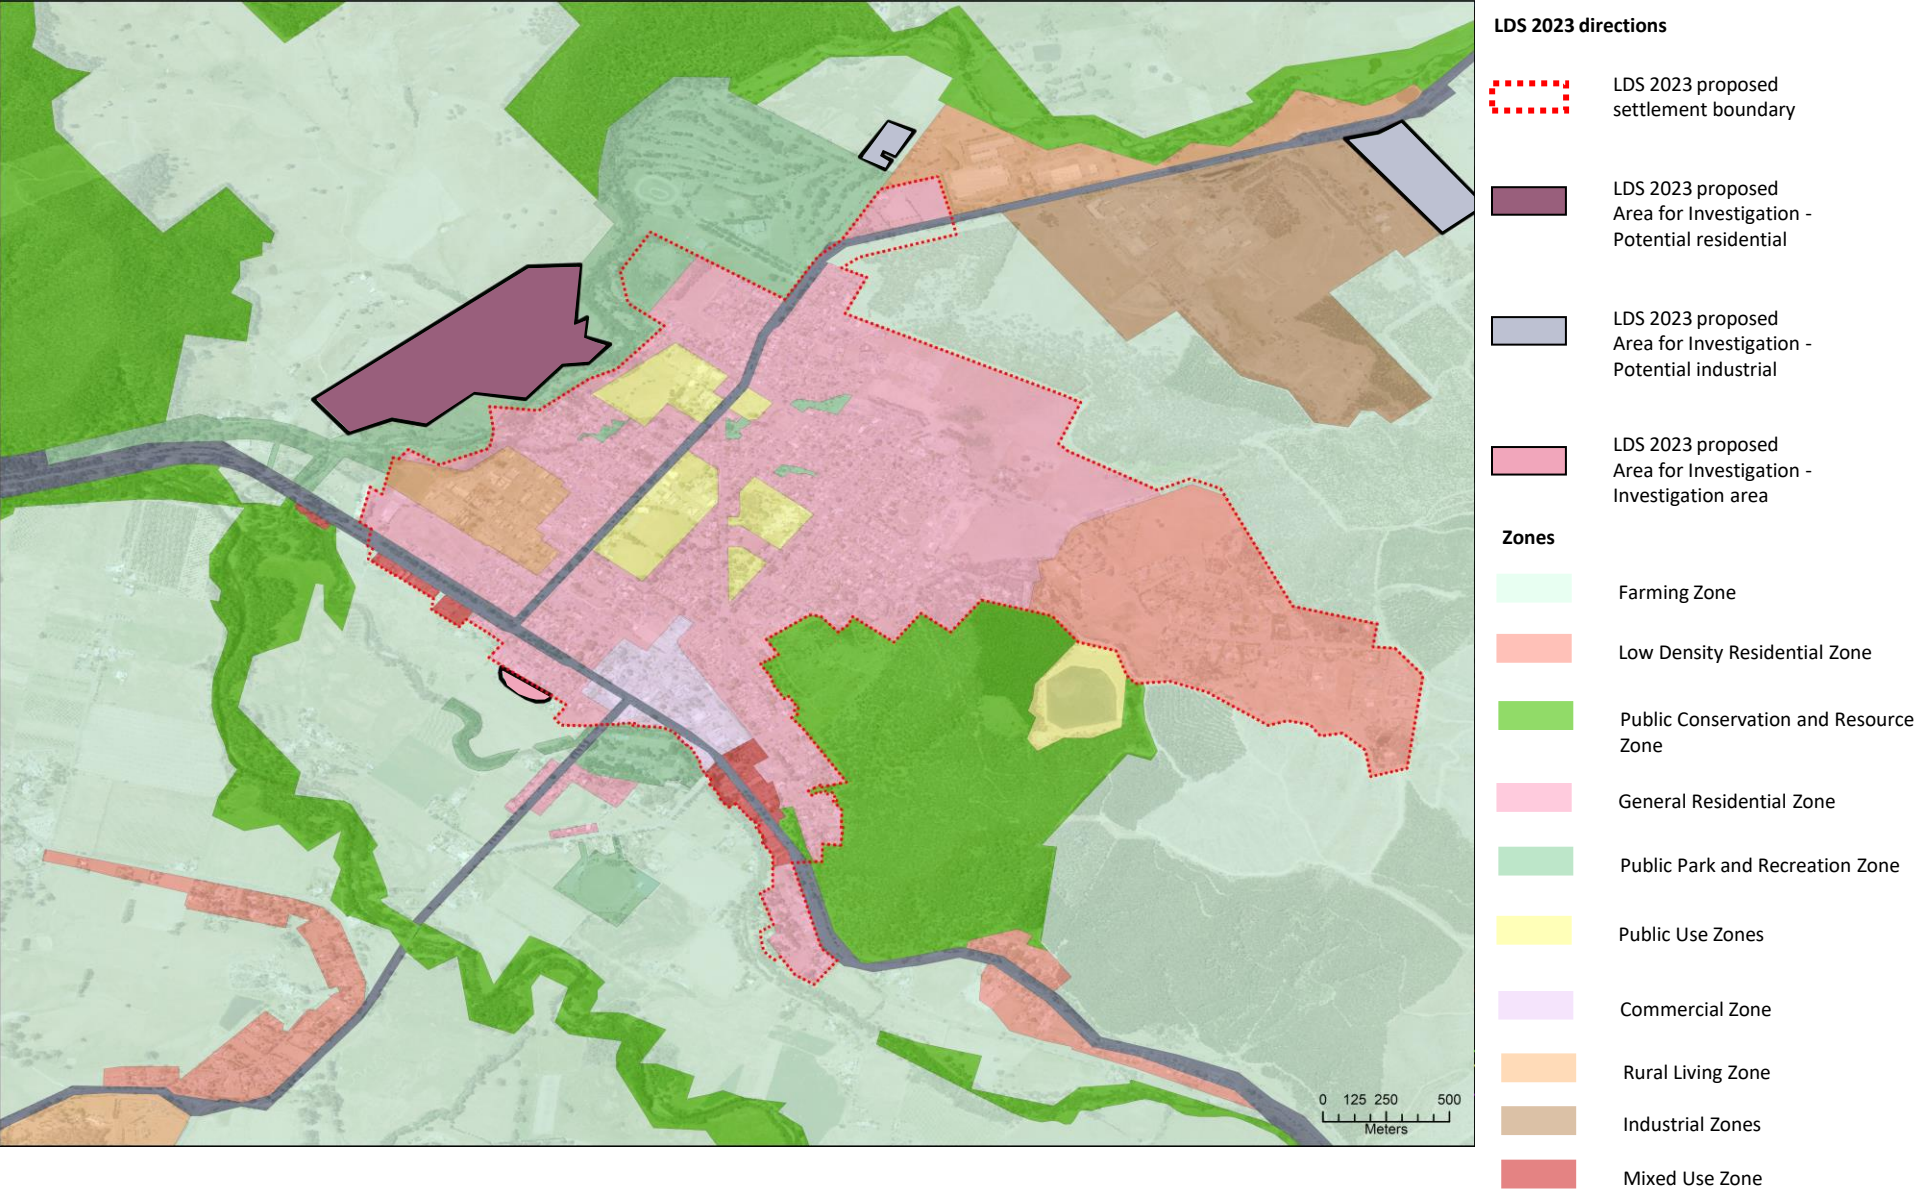 LDS 2023 directions
LDS 2023 proposed
settlement boundary
LDS 2023 proposed
Area for Investigation -
Potential residential
LDS 2023 proposed
Area for Investigation -
Potential industrial
LDS 2023 proposed
Area for Investigation -
Investigation area
Zones
Farming Zone
Low Density Residential Zone
Public Conservation and Resource
Zone
General Residential Zone
Public Park and Recreation Zone
Public Use Zones
Commercial Zone
Rural Living Zone
Industrial Zones
Mixed Use Zone
0 125 250 500
Meters